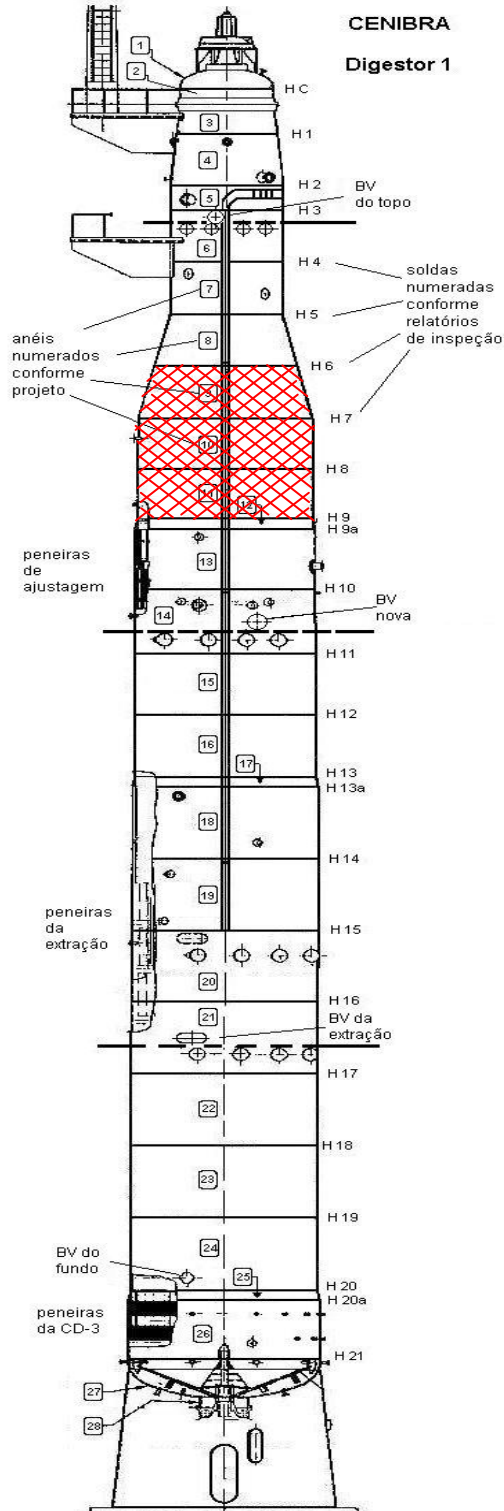 CENIBRA
Digestor 1
1
2
HC
3
H 1
4
H 2
5
BV
do topo
H 3
6
H 4
soldas
numeradas
conforme
relatórios
de inspeção
7
H 5
anéis
numerados
conforme
projeto
8
H 6
9
H 7
10
H 8
11
12
H 9
H 9a
peneiras
de
ajustagem
13
H 10
14
BV
nova
H 11
15
H 12
16
17
H 13
H 13a
18
H 14
19
peneiras
da
extração
H 15
20
H 16
21
BV da
extração
H 17
22
H 18
23
H 19
BV do
fundo
24
25
H 20
H 20a
peneiras
da CD-3
26
H 21
27
28